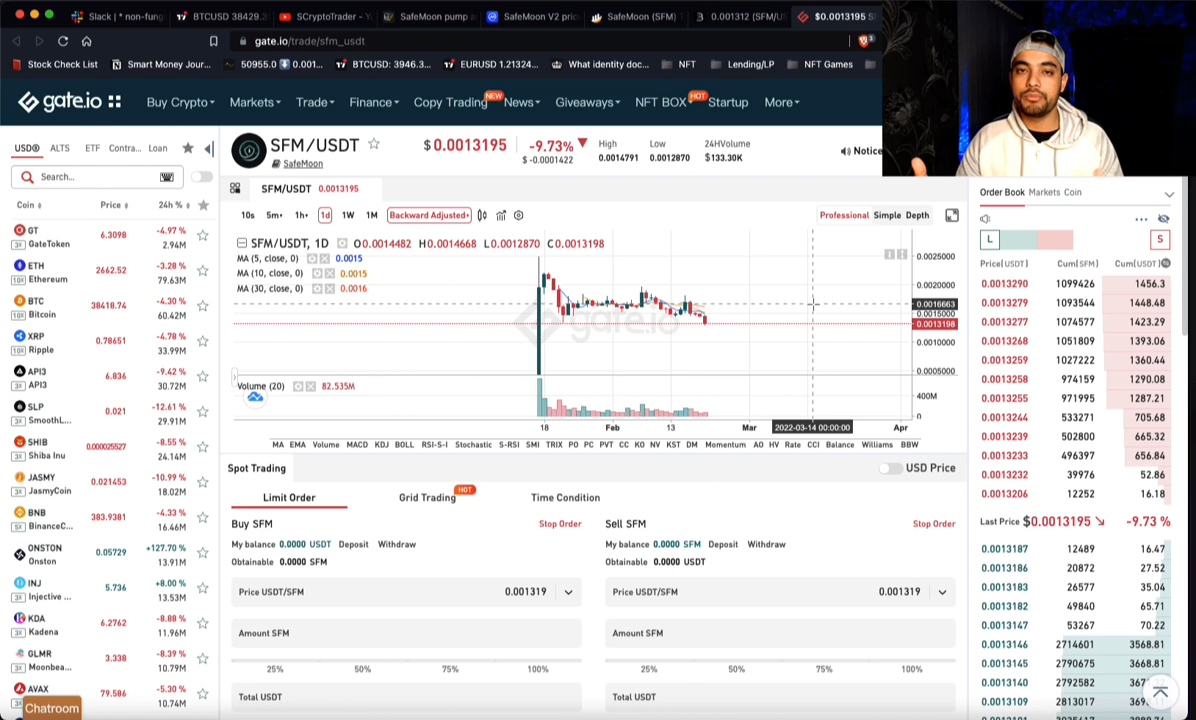 Slack | * non-fung
BTCUSD 38429.
SCryptoTrader - Y
SafeMoon pump a
SafeMoon V2 pric
SafeMoon (SFM)
0.001312 (SFM/US
$0.0013195 S
gate.io/trade/sfm_usdt
Stock Check List
Smart Money Jour...
50955.0 0.001...
BTCUSD: 3946.3...
EURUSD 1.21324...
What identity doc...
NFT
Lending/LP
NFT Games
gate.io
Buy Crypto
Markets
Trade
Finance
Copy Trading NEW
News
Giveaways
NFT BOX HOT
Startup
More
USD ALTS ETF Contra... Loan
Search...
Coin Price 24h %
GT 6.3098 -4.97 %
3X GateToken 2.94M
ETH 2662.52 -3.28 %
10X Ethereum 79.63M
BTC 38418.74 -4.30 %
10X Bitcoin 60.42M
XRP 0.78651 -4.78 %
10X Ripple 33.99M
API3 6.836 -9.42 %
3X API3 30.72M
SLP 0.021 -12.61 %
3X SmoothL... 29.91M
SHIB 0.000025527 -8.55 %
3X Shiba Inu 24.14M
JASMY 0.021453 -10.99 %
3X JasmyCoin 18.02M
BNB 383.9381 -4.33 %
5X BinanceC... 16.46M
ONSTON 0.05729 +127.70 %
Onston 13.91M
INJ 5.736 +8.00 %
3X Injective ... 13.53M
KDA 6.2762 -8.88 %
3X Kadena 11.96M
GLMR 3.338 -8.39 %
3X Moonbea... 10.79M
AVAX 79.586 -5.30 %
10.74M
Chatroom
SFM/USDT
SafeMoon
$ 0.0013195
-9.73%
$ -0.0001422
High 0.0014791
Low 0.0012870
24HVolume $133.30K
Notice
SFM/USDT 0.0013195
10s 5m 1h 1d 1W 1M Backward Adjusted
Professional Simple Depth
SFM/USDT, 1D O0.0014482 H0.0014668 L0.0012870 C0.0013198
MA (5, close, 0) 0.0015
MA (10, close, 0) 0.0015
MA (30, close, 0) 0.0016
gate.io
0.0025000
0.0020000
0.0016663
0.0015000
0.0013198
0.0010000
0.0005000
Volume (20) 82.535M
400M
0
18 Feb 13 Mar 2022-03-14 00:00:00 Apr
MA EMA Volume MACD KDJ BOLL RSI-S-I Stochastic S-RSI SMI TRIX PO PC PVT CC KO NV KST DM Momentum AO HV Rate CCI Balance Williams BBW
Spot Trading
USD Price
Limit Order
Grid Trading HOT
Time Condition
Buy SFM
Stop Order
My balance 0.0000 USDT Deposit Withdraw
Obtainable 0.0000 SFM
Price USDT/SFM 0.001319
Amount SFM
25% 50% 75% 100%
Total USDT
Sell SFM
Stop Order
My balance 0.0000 SFM Deposit Withdraw
Obtainable 0.0000 USDT
Price USDT/SFM 0.001319
Amount SFM
25% 50% 75% 100%
Total USDT
Order Book Markets Coin
L S
Price(USDT) Cum(SFM) Cum(USDT)
0.0013290 1099426 1456.3
0.0013279 1093544 1448.48
0.0013277 1074577 1423.29
0.0013268 1051809 1393.06
0.0013259 1027222 1360.44
0.0013258 974159 1290.08
0.0013255 971995 1287.21
0.0013244 533271 705.68
0.0013239 502800 665.32
0.0013233 496397 656.84
0.0013232 39976 52.86
0.0013206 12252 16.18
Last Price $0.0013195 -9.73 %
0.0013187 12489 16.47
0.0013186 20872 27.52
0.0013183 26577 35.04
0.0013182 49840 65.71
0.0013147 53267 70.22
0.0013146 2714601 3568.81
0.0013145 2790675 3668.81
0.0013140 2792582
0.0013109 2813017